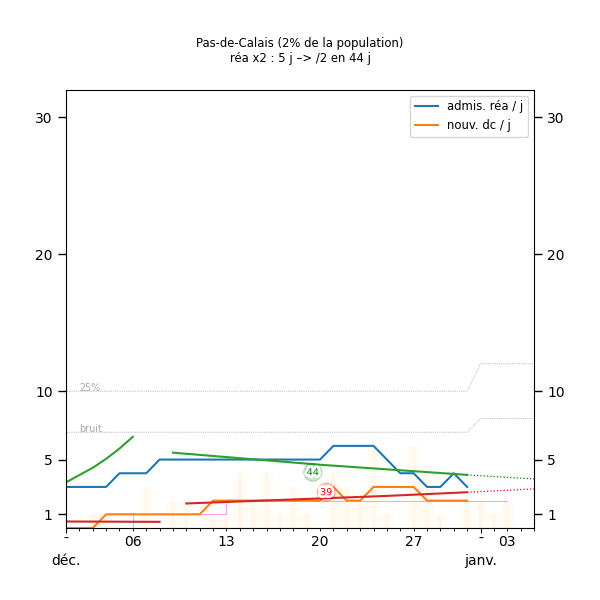 Pas-de-Calais (2% de la population)
réa x2 : 5 j –> /2 en 44 j
admis. réa / j
nouv. dc / j
30 30
20 20
25%
10 10
bruit
5 5
44
39
1 1
- 06 13 20 27 - 03
déc. janv.